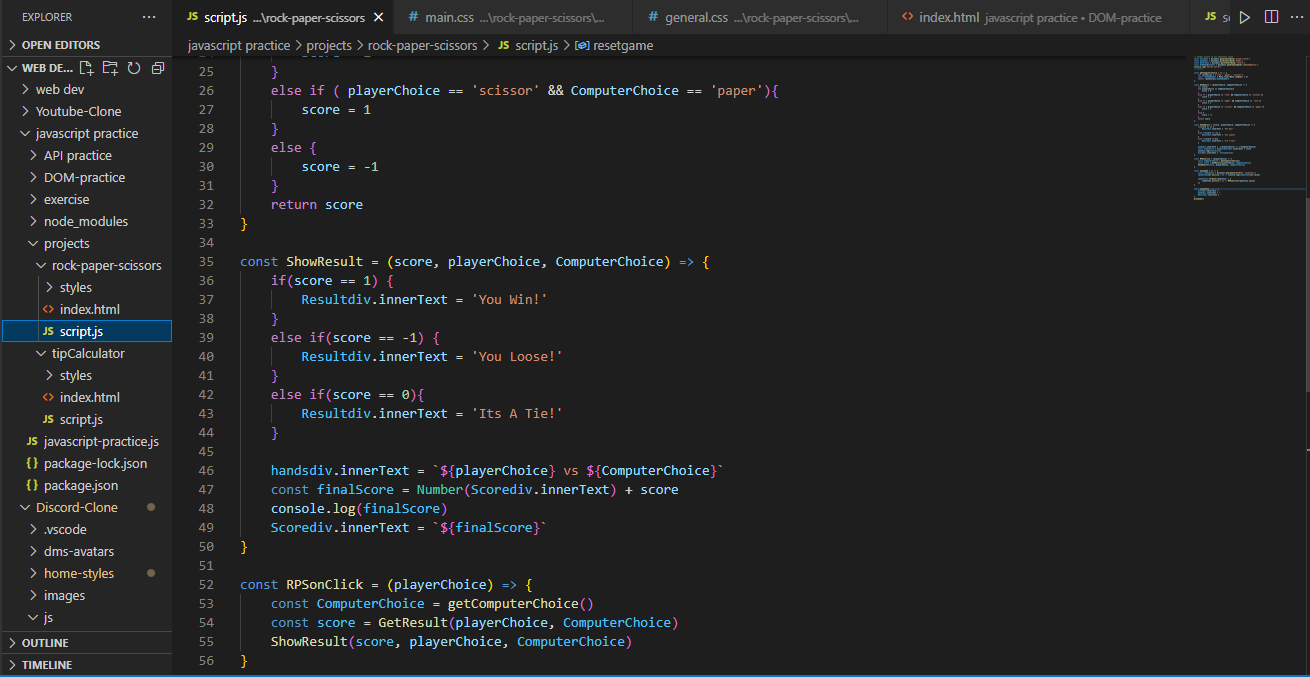 EXPLORER ···
OPEN EDITORS
WEB DE...
web dev
Youtube-Clone
javascript practice
API practice
DOM-practice
exercise
node_modules
projects
rock-paper-scissors
styles
<> index.html
JS script.js
tipCalculator
styles
<> index.html
JS script.js
JS javascript-practice.js
{} package-lock.json
{} package.json
Discord-Clone
.vscode
dms-avatars
home-styles
images
js
OUTLINE
TIMELINE
JS script.js ...\rock-paper-scissors
# main.css ...\rock-paper-scissors\...
# general.css ...\rock-paper-scissors\...
<> index.html javascript practice • DOM-practice
JS
···
javascript practice > projects > rock-paper-scissors > JS script.js > resetgame
25 }
26 else if ( playerChoice == 'scissor' && ComputerChoice == 'paper'){
27 score = 1
28 }
29 else {
30 score = -1
31 }
32 return score
33 }
34
35 const ShowResult = (score, playerChoice, ComputerChoice) => {
36 if(score == 1) {
37 Resultdiv.innerText = 'You Win!'
38 }
39 else if(score == -1) {
40 Resultdiv.innerText = 'You Loose!'
41 }
42 else if(score == 0){
43 Resultdiv.innerText = 'Its A Tie!'
44 }
45
46 handsdiv.innerText = `${playerChoice} vs ${ComputerChoice}`
47 const finalScore = Number(Scorediv.innerText) + score
48 console.log(finalScore)
49 Scorediv.innerText = `${finalScore}`
50 }
51
52 const RPSonClick = (playerChoice) => {
53 const ComputerChoice = getComputerChoice()
54 const score = GetResult(playerChoice, ComputerChoice)
55 ShowResult(score, playerChoice, ComputerChoice)
56 }